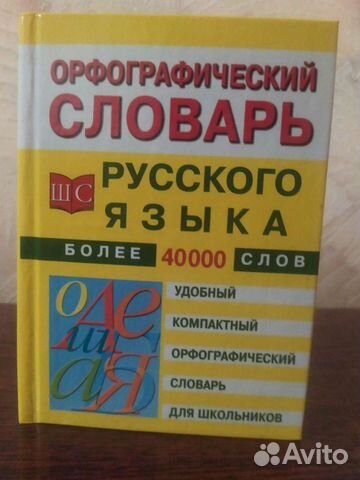 ОРФОГРАФИЧЕСКИЙ
СЛОВАРЬ
ШС
РУССКОГО
ЯЗЫКА
БОЛЕЕ 40000 СЛОВ
УДОБНЫЙ
КОМПАКТНЫЙ
ОРФОГРАФИЧЕСКИЙ
СЛОВАРЬ
ДЛЯ ШКОЛЬНИКОВ
Avito